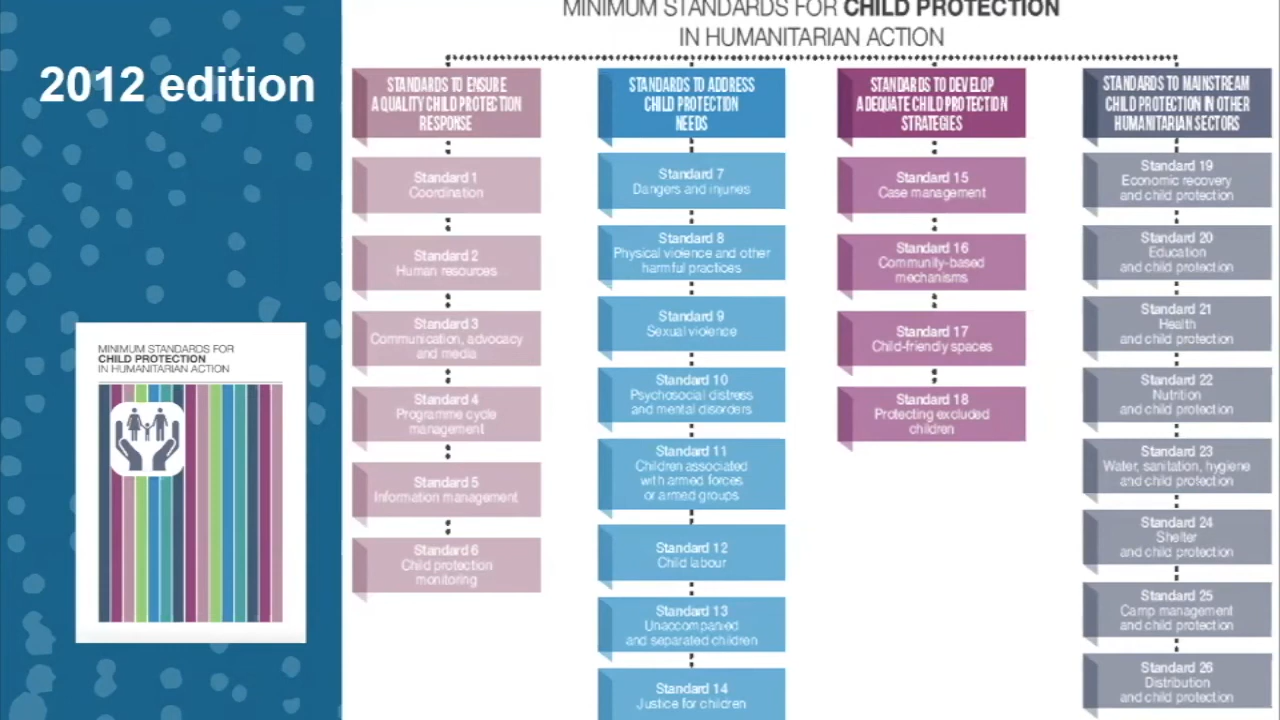 2012 edition
MINIMUM STANDARDS FOR
CHILD PROTECTION
IN HUMANITARIAN ACTION
MINIMUM STANDARDS FOR CHILD PROTECTION
IN HUMANITARIAN ACTION
STANDARDS TO ENSURE
A QUALITY CHILD PROTECTION
RESPONSE
Standard 1
Coordination
Standard 2
Human resources
Standard 3
Communication, advocacy
and media
Standard 4
Programme cycle
management
Standard 5
Information management
Standard 6
Child protection
monitoring
STANDARDS TO ADDRESS
CHILD PROTECTION
NEEDS
Standard 7
Dangers and injuries
Standard 8
Physical violence and other
harmful practices
Standard 9
Sexual violence
Standard 10
Psychosocial distress
and mental disorders
Standard 11
Children associated
with armed forces
or armed groups
Standard 12
Child labour
Standard 13
Unaccompanied
and separated children
Standard 14
Justice for children
STANDARDS TO DEVELOP
ADEQUATE CHILD PROTECTION
STRATEGIES
Standard 15
Case management
Standard 16
Community-based
mechanisms
Standard 17
Child-friendly spaces
Standard 18
Protecting excluded
children
STANDARDS TO MAINSTREAM
CHILD PROTECTION IN OTHER
HUMANITARIAN SECTORS
Standard 19
Economic recovery
and child protection
Standard 20
Education
and child protection
Standard 21
Health
and child protection
Standard 22
Nutrition
and child protection
Standard 23
Water, sanitation, hygiene
and child protection
Standard 24
Shelter
and child protection
Standard 25
Camp management
and child protection
Standard 26
Distribution
and child protection